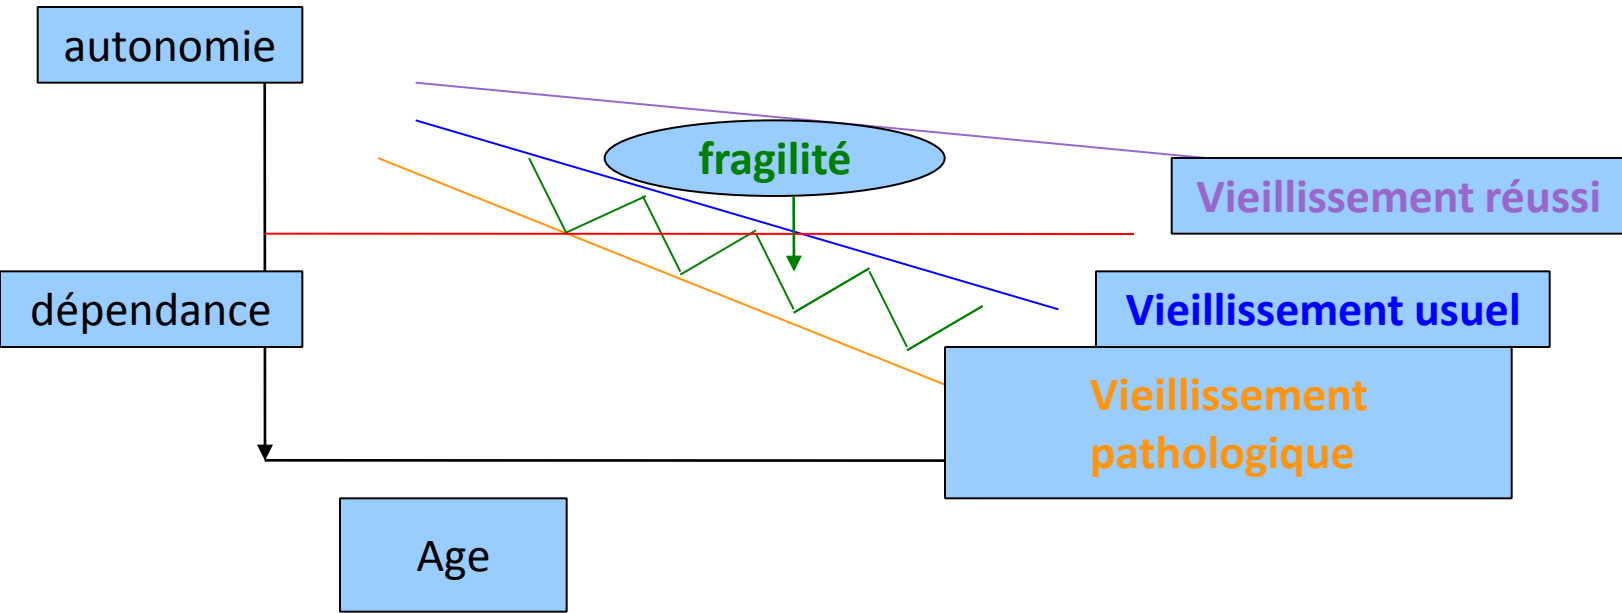 autonomie
fragilité
Vieillissement réussi
dépendance
Vieillissement usuel
Vieillissement
pathologique
Age